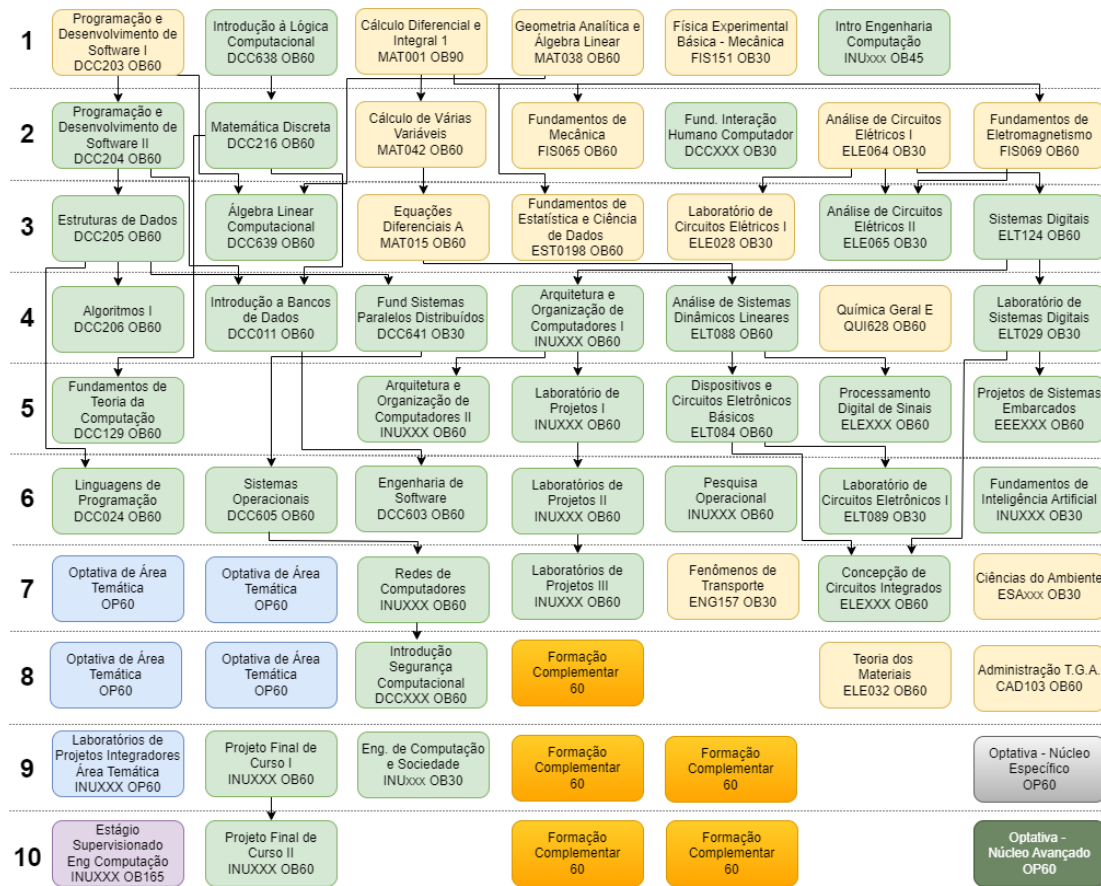 1
Programação e
Desenvolvimento de
Software I
DCC203 OB60
Introdução à Lógica
Computacional
DCC638 OB60
Cálculo Diferencial e
Integral 1
MAT001 OB90
Geometria Analítica e
Álgebra Linear
MAT038 OB60
Física Experimental
Básica - Mecânica
FIS151 OB30
Intro Engenharia
Computação
INUxxx OB45
2
Programação e
Desenvolvimento de
Software II
DCC204 OB60
Matemática Discreta
DCC216 OB60
Cálculo de Várias
Variáveis
MAT042 OB60
Fundamentos de
Mecânica
FIS065 OB60
Fund. Interação
Humano Computador
DCCXXX OB30
Análise de Circuitos
Elétricos I
ELE064 OB30
Fundamentos de
Eletromagnetismo
FIS069 OB60
3
Estruturas de Dados
DCC205 OB60
Álgebra Linear
Computacional
DCC639 OB60
Equações
Diferenciais A
MAT015 OB60
Fundamentos de
Estatística e Ciência
de Dados
EST0198 OB60
Laboratório de
Circuitos Elétricos I
ELE028 OB30
Análise de Circuitos
Elétricos II
ELE065 OB30
Sistemas Digitais
ELT124 OB60
4
Algoritmos I
DCC206 OB60
Introdução a Bancos
de Dados
DCC011 OB60
Fund Sistemas
Paralelos Distribuídos
DCC641 OB30
Arquitetura e
Organização de
Computadores I
INUXXX OB60
Análise de Sistemas
Dinâmicos Lineares
ELT088 OB60
Química Geral E
QUI628 OB60
Laboratório de
Sistemas Digitais
ELT029 OB30
5
Fundamentos de
Teoria da
Computação
DCC129 OB60
Arquitetura e
Organização de
Computadores II
INUXXX OB60
Laboratório de
Projetos I
INUXXX OB60
Dispositivos e
Circuitos Eletrônicos
Básicos
ELT084 OB60
Processamento
Digital de Sinais
ELEXXX OB60
Projetos de Sistemas
Embarcados
EEEXXX OB60
6
Linguagens de
Programação
DCC024 OB60
Sistemas
Operacionais
DCC605 OB60
Engenharia de
Software
DCC603 OB60
Laboratórios de
Projetos II
INUXXX OB60
Pesquisa
Operacional
INUXXX OB60
Laboratório de
Circuitos Eletrônicos I
ELT089 OB30
Fundamentos de
Inteligência Artificial
INUXXX OB30
7
Optativa de Área
Temática
OP60
Optativa de Área
Temática
OP60
Redes de
Computadores
INUXXX OB60
Laboratórios de
Projetos III
INUXXX OB60
Fenômenos de
Transporte
ENG157 OB30
Concepção de
Circuitos Integrados
ELEXXX OB60
Ciências do Ambiente
ESAxxx OB30
8
Optativa de Área
Temática
OP60
Optativa de Área
Temática
OP60
Introdução
Segurança
Computacional
DCCXXX OB60
Formação
Complementar
60
Teoria dos
Materiais
ELE032 OB60
Administração T.G.A.
CAD103 OB60
9
Laboratórios de
Projetos Integradores
Área Temática
INUXXX OP60
Projeto Final de
Curso I
INUXXX OB60
Eng. de Computação
e Sociedade
INUxxx OB30
Formação
Complementar
60
Formação
Complementar
60
Optativa - Núcleo
Específico
OP60
10
Estágio
Supervisionado
Eng Computação
INUXXX OB165
Projeto Final de
Curso II
INUXXX OB60
Formação
Complementar
60
Formação
Complementar
60
Optativa -
Núcleo Avançado
OP60